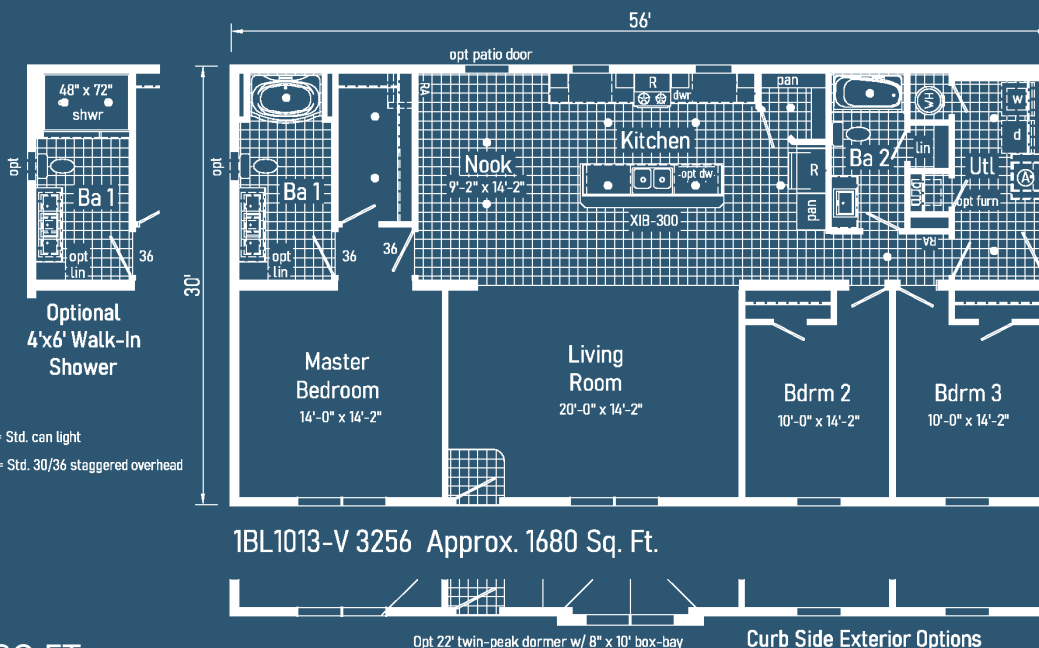 56'
opt patio door
48" x 72"
shwr
opt
Ba 1
36
opt
lin
Optional
4'x6' Walk-In
Shower
30'
opt
Ba 1
opt
lin
36
36
RA
Nook
9'-2" x 14'-2"
Kitchen
R
dwr
opt dw
XIB-300
pan
R
pan
Ba 2
WH
lin
brm
RA
w
d
Utl
A
opt furn
Master
Bedroom
14'-0" x 14'-2"
Living
Room
20'-0" x 14'-2"
Bdrm 2
10'-0" x 14'-2"
Bdrm 3
10'-0" x 14'-2"
= Std. can light
= Std. 30/36 staggered overhead
1BL1013-V 3256 Approx. 1680 Sq. Ft.
Opt 22' twin-peak dormer w/ 8" x 10' box-bay
Curb Side Exterior Options